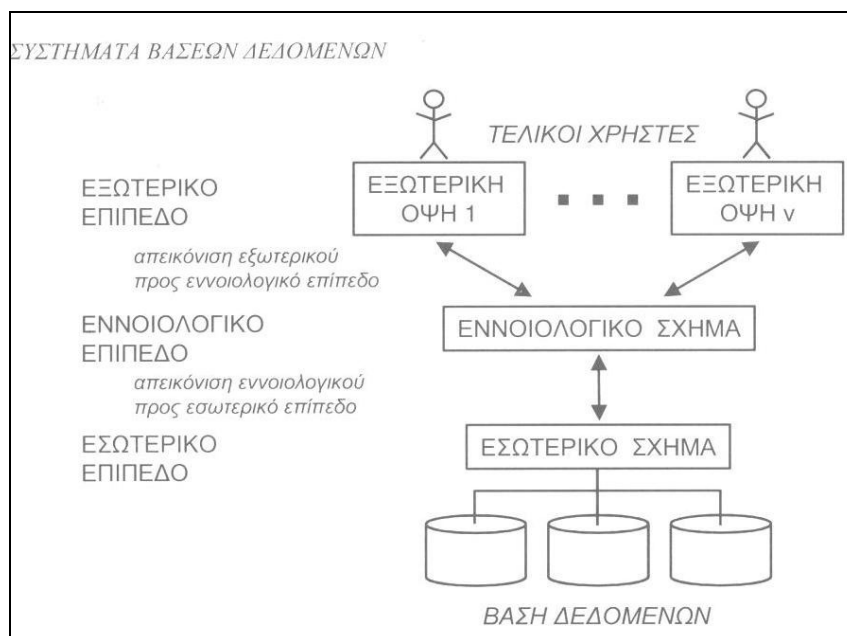 ΣΥΣΤΗΜΑΤΑ ΒΑΣΕΩΝ ΔΕΔΟΜΕΝΩΝ
ΤΕΛΙΚΟΙ ΧΡΗΣΤΕΣ
ΕΞΩΤΕΡΙΚΟ
ΕΠΙΠΕΔΟ
ΕΞΩΤΕΡΙΚΗ
ΟΨΗ 1
ΕΞΩΤΕΡΙΚΗ
ΟΨΗ ν
απεικόνιση εξωτερικού
προς εννοιολογικό επίπεδο
ΕΝΝΟΙΟΛΟΓΙΚΟ
ΕΠΙΠΕΔΟ
ΕΝΝΟΙΟΛΟΓΙΚΟ ΣΧΗΜΑ
απεικόνιση εννοιολογικού
προς εσωτερικό επίπεδο
ΕΣΩΤΕΡΙΚΟ
ΕΠΙΠΕΔΟ
ΕΣΩΤΕΡΙΚΟ ΣΧΗΜΑ
ΒΑΣΗ ΔΕΔΟΜΕΝΩΝ